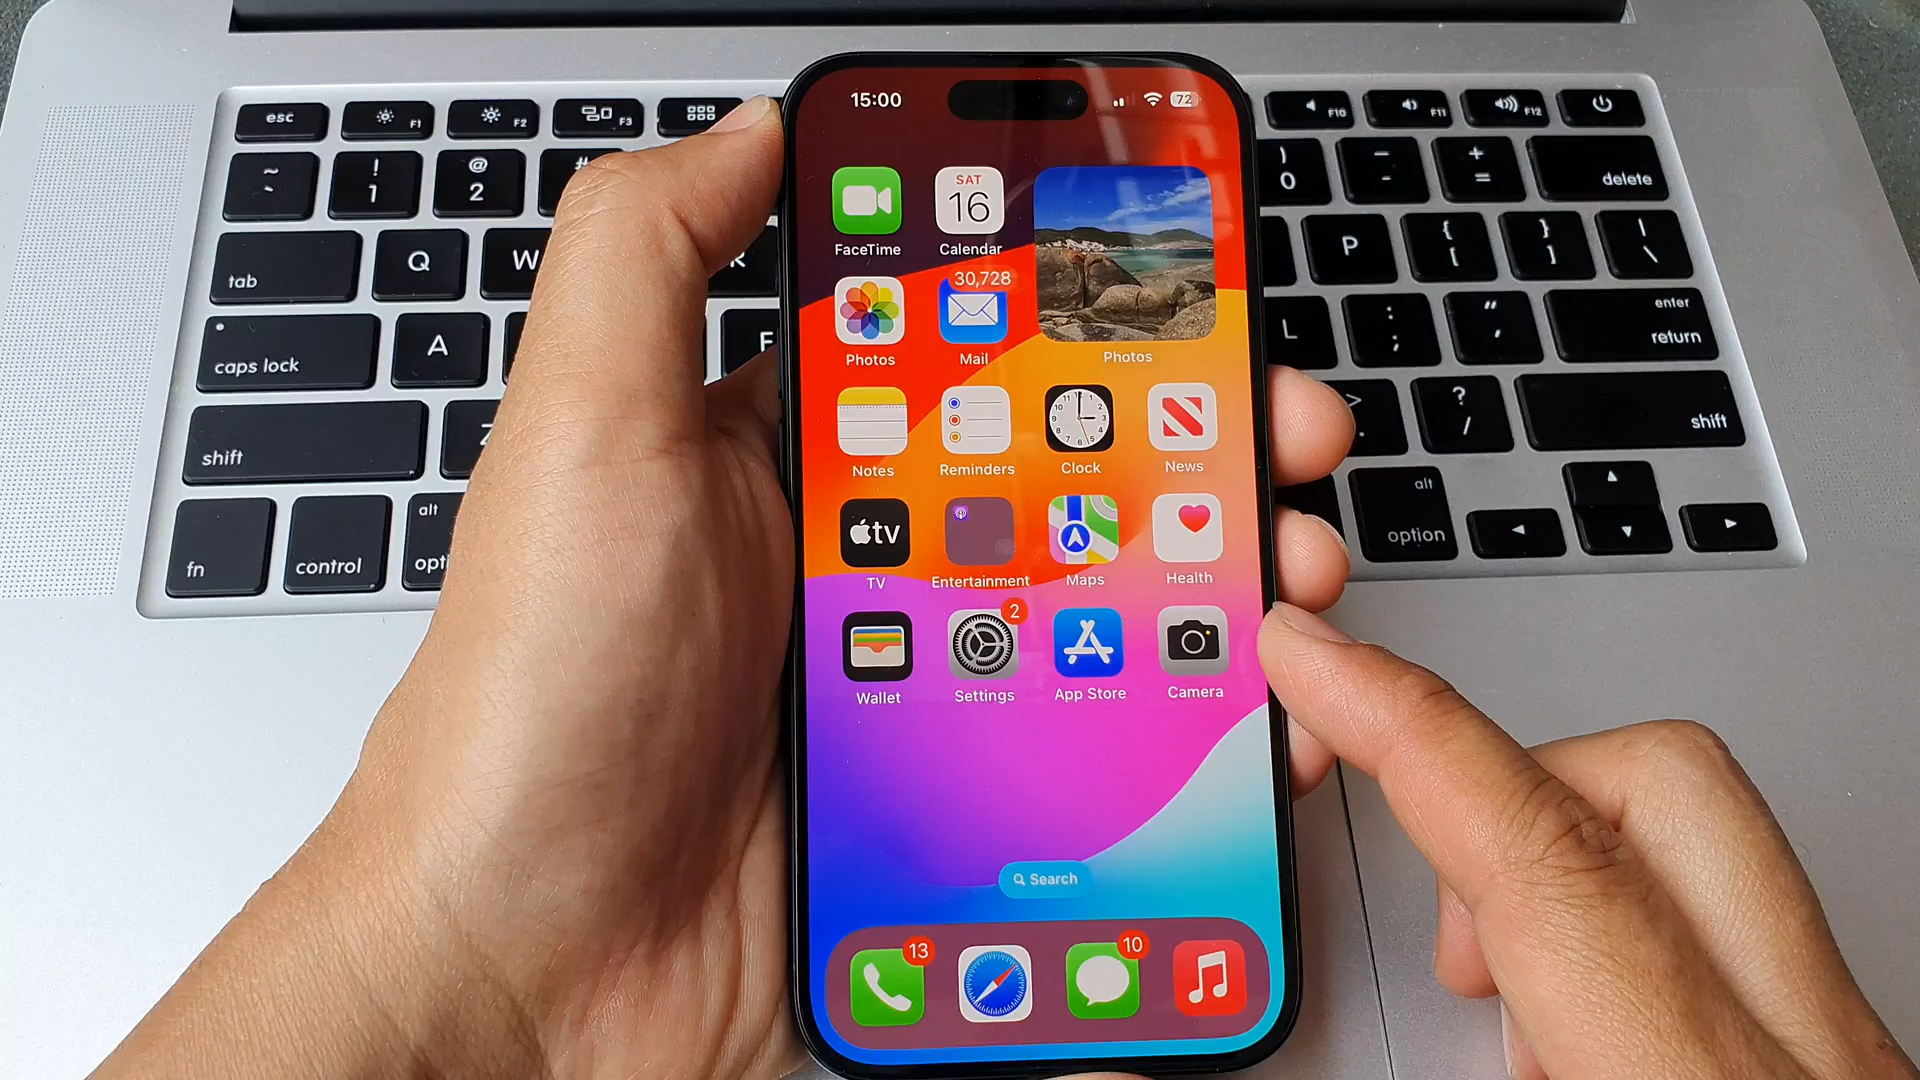 esc
F1
F2
F3
F10
F11
F12
~
`
!
1
@
2
#
)
0
-
+
=
delete
tab
Q
W
R
P
{
[
}
]
|
\
caps lock
A
F
L
:
;
"
'
enter
return
shift
Z
>
.
?
/
shift
fn
control
alt
opti
alt
option
15:00
72
FaceTime
SAT
16
Calendar
Photos
30,728
Mail
Photos
Notes
Reminders
Clock
News
tv
TV
Entertainment
Maps
Health
Wallet
2
Settings
App Store
Camera
Search
13
10